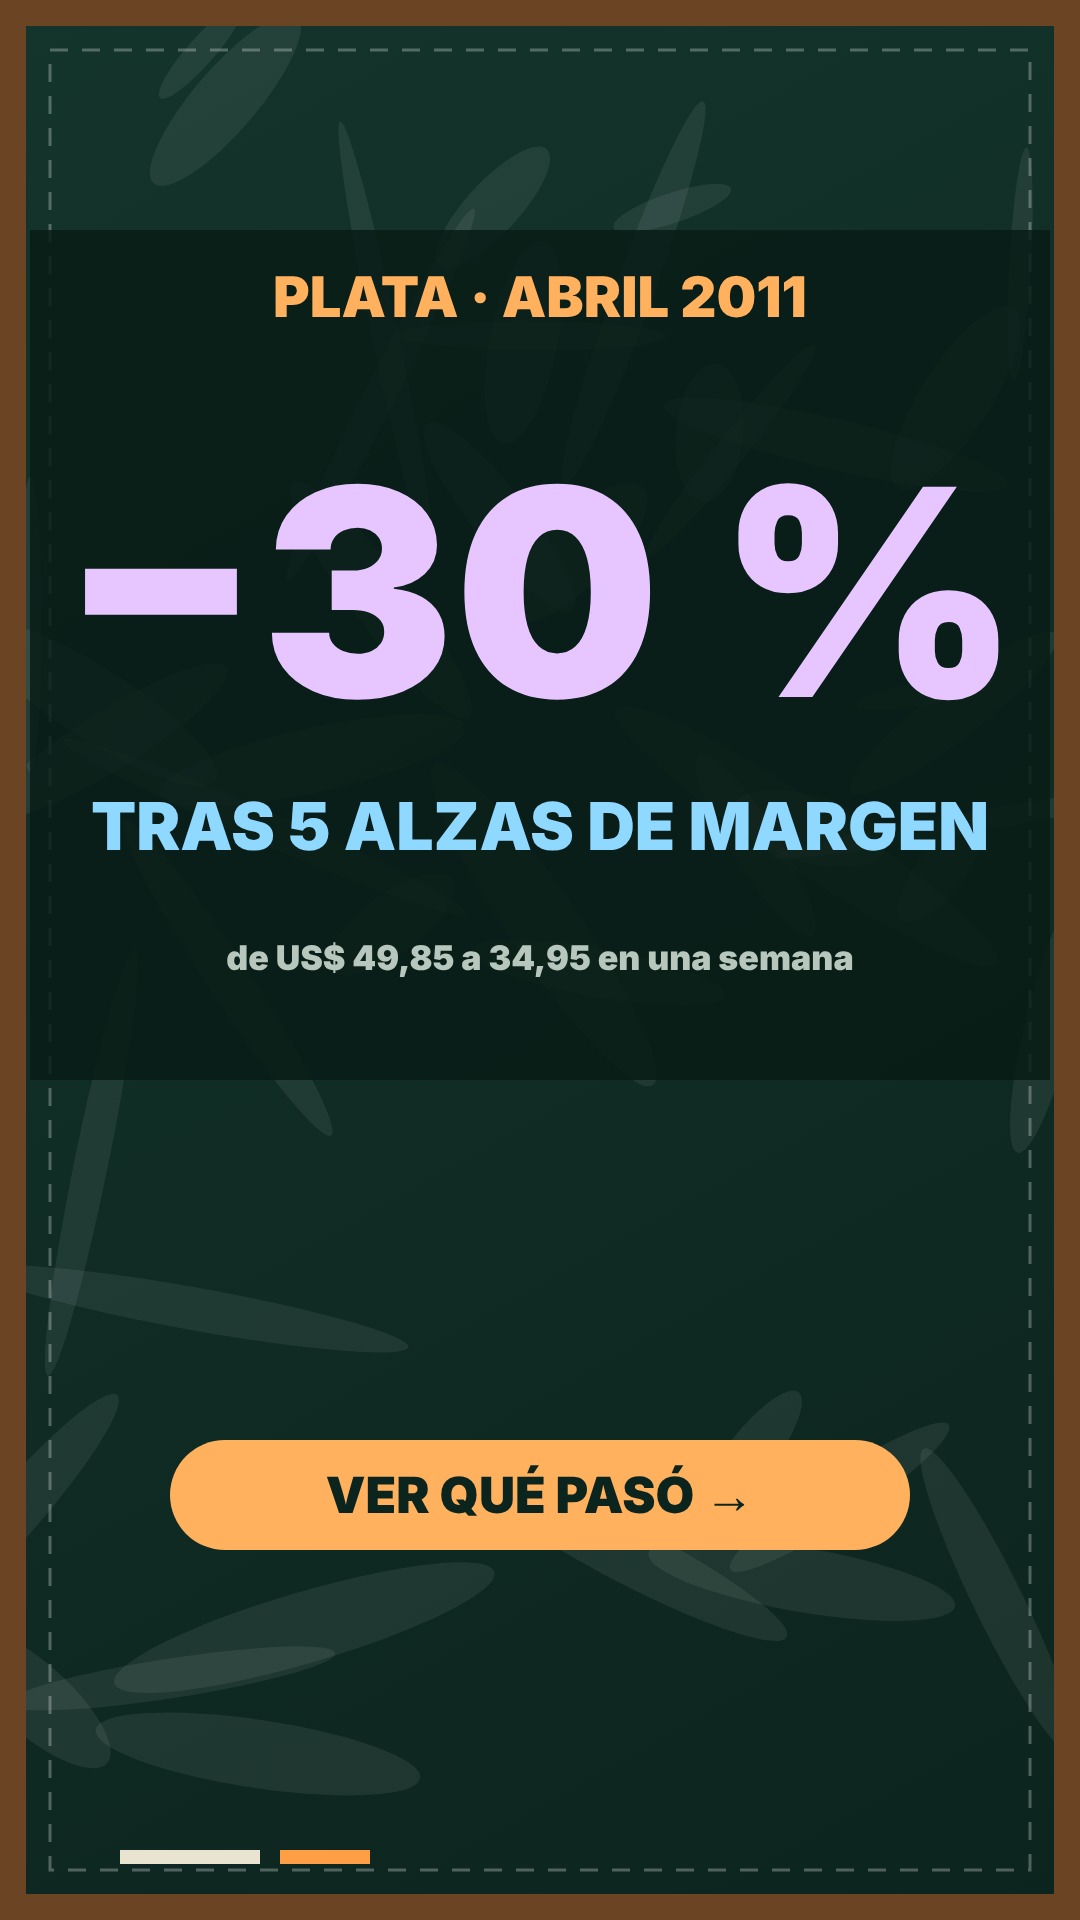 PLATA · ABRIL 2011
−30 %
TRAS 5 ALZAS DE MARGEN
de US$ 49,85 a 34,95 en una semana
VER QUÉ PASÓ →